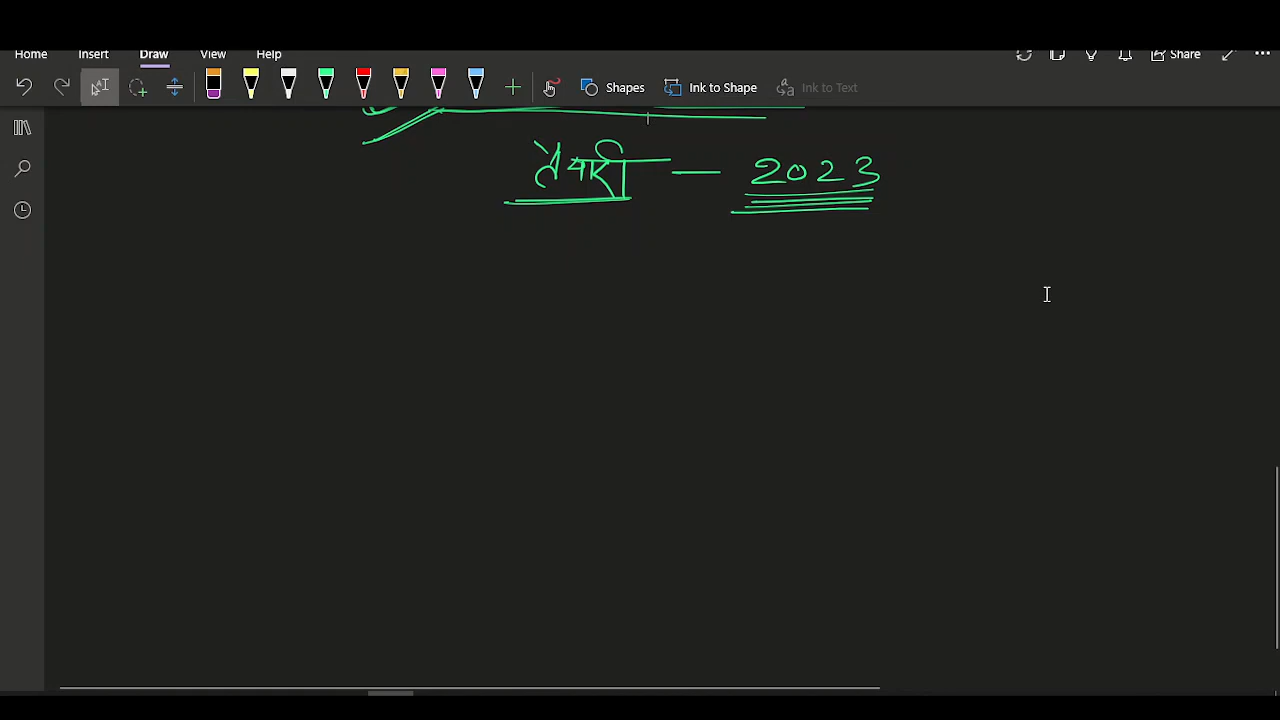 Home Insert Draw View Help Share
Shapes Ink to Shape Ink to Text
तैयारी — 2023